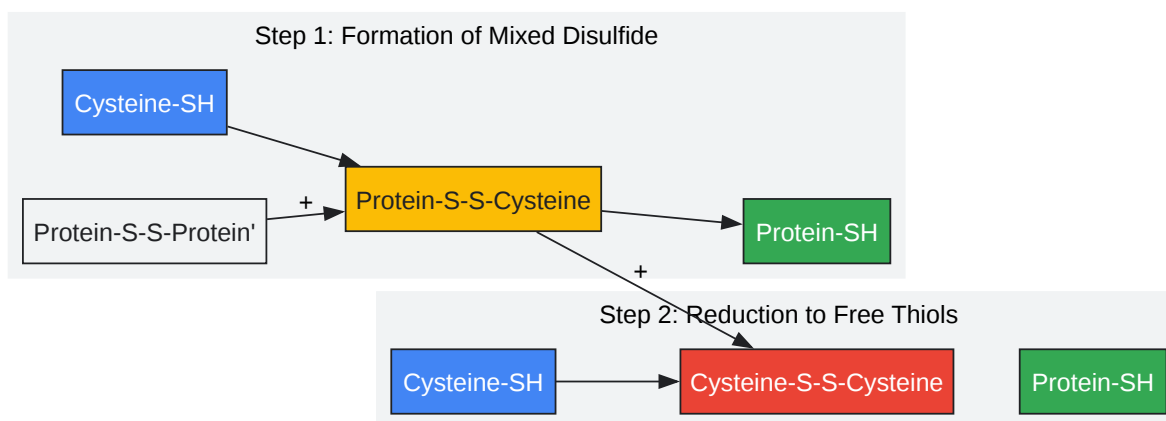 Step 1: Formation of Mixed Disulfide
Cysteine-SH
Protein-S-S-Protein'
+
Protein-S-S-Cysteine
Protein-SH
+
Step 2: Reduction to Free Thiols
Cysteine-SH
Cysteine-S-S-Cysteine
Protein-SH